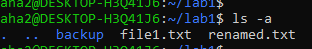 aha2@DESKTOP-H3Q41J6:~/lab1$
aha2@DESKTOP-H3Q41J6:~/lab1$ ls -a
. .. backup file1.txt renamed.txt